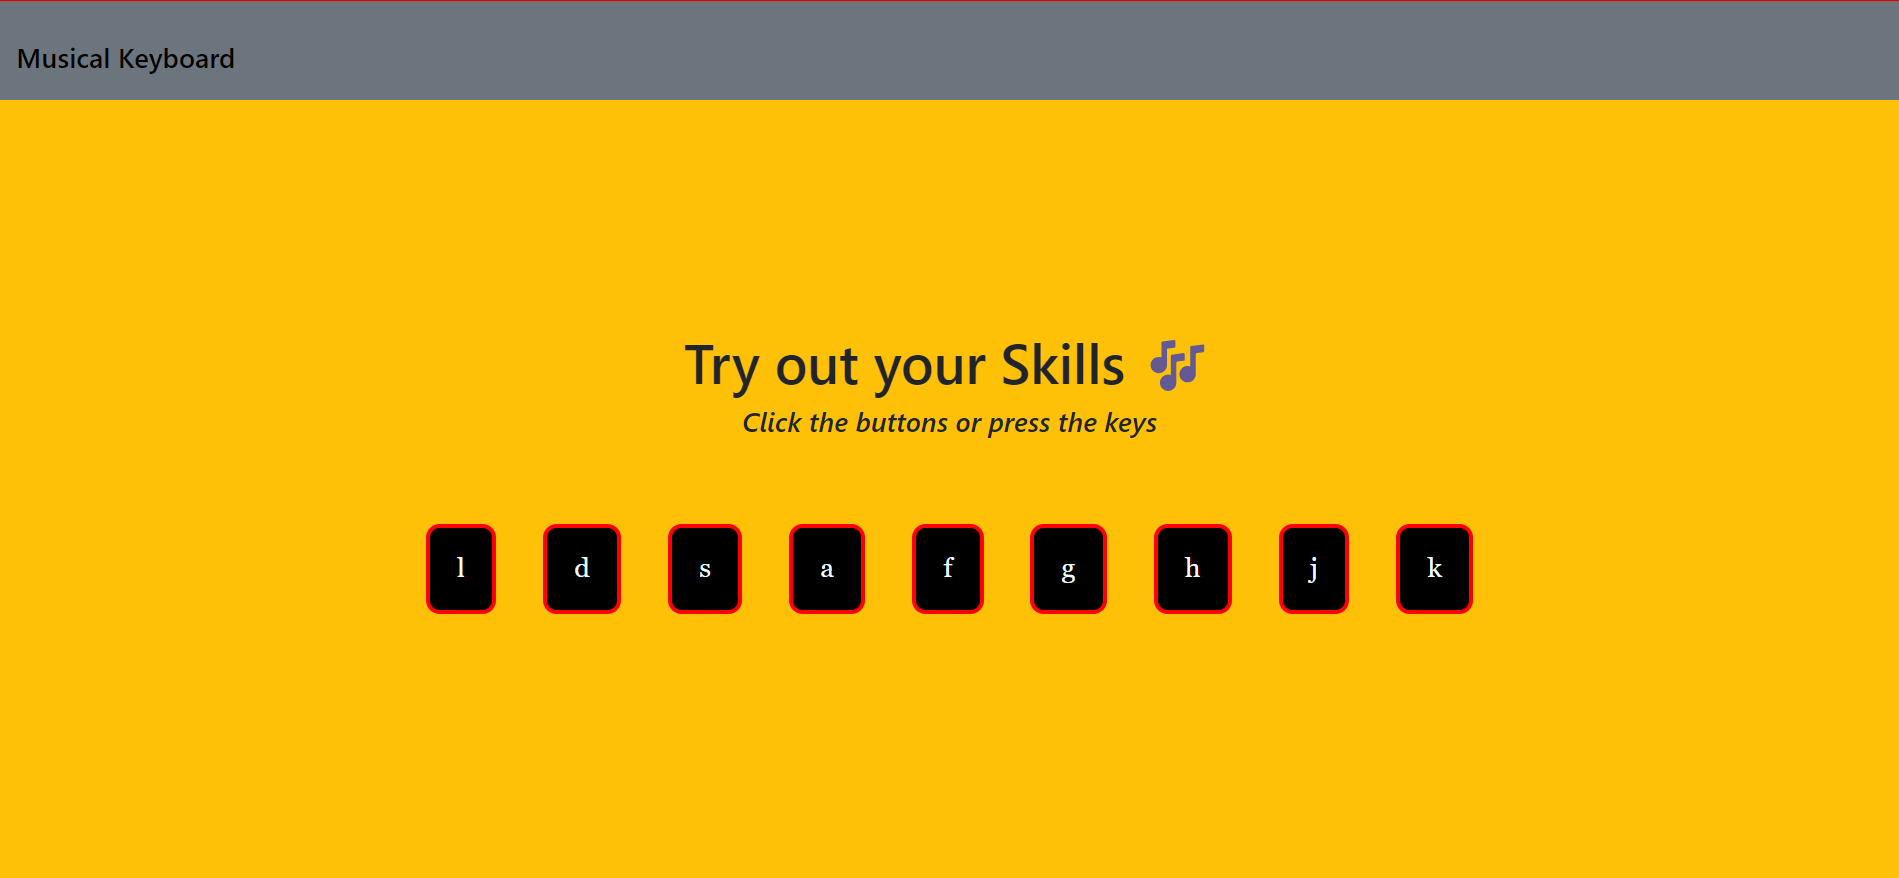 Musical Keyboard
Try out your Skills 🎶
Click the buttons or press the keys
l d s a f g h j k